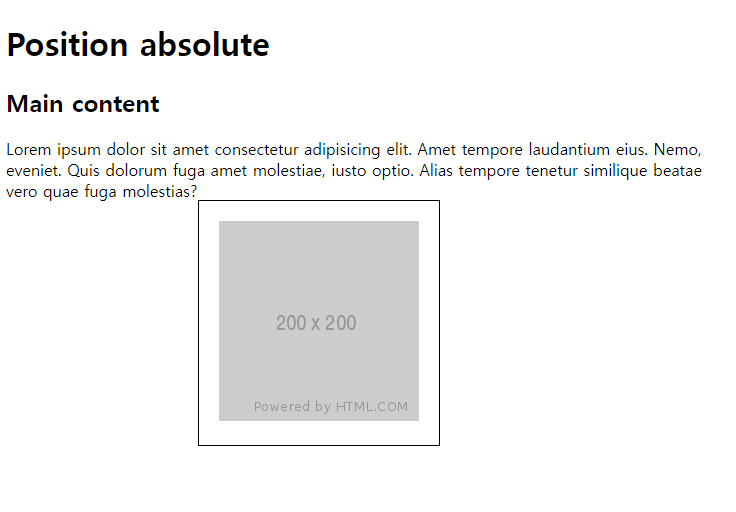 Position absolute
Main content
Lorem ipsum dolor sit amet consectetur adipisicing elit. Amet tempore laudantium eius. Nemo,
eveniet. Quis dolorum fuga amet molestiae, iusto optio. Alias tempore tenetur similique beatae
vero quae fuga molestias?
200 x 200
Powered by HTML.COM